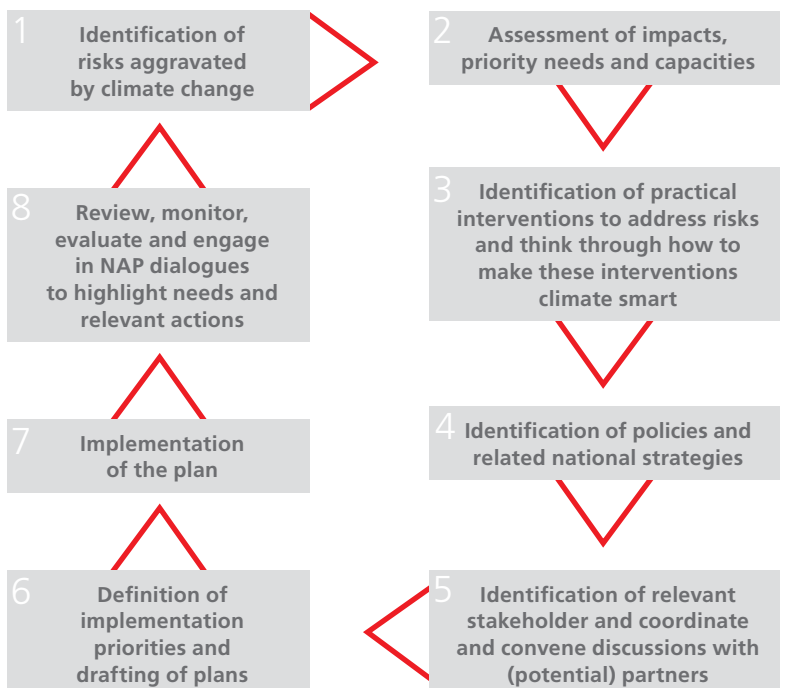 1
Identification of
risks aggravated
by climate change
2
Assessment of impacts,
priority needs and capacities
3
Identification of practical
interventions to address risks
and think through how to
make these interventions
climate smart
4
Identification of policies and
related national strategies
5
Identification of relevant
stakeholder and coordinate
and convene discussions with
(potential) partners
6
Definition of
implementation
priorities and
drafting of plans
7
Implementation
of the plan
8
Review, monitor,
evaluate and engage
in NAP dialogues
to highlight needs and
relevant actions